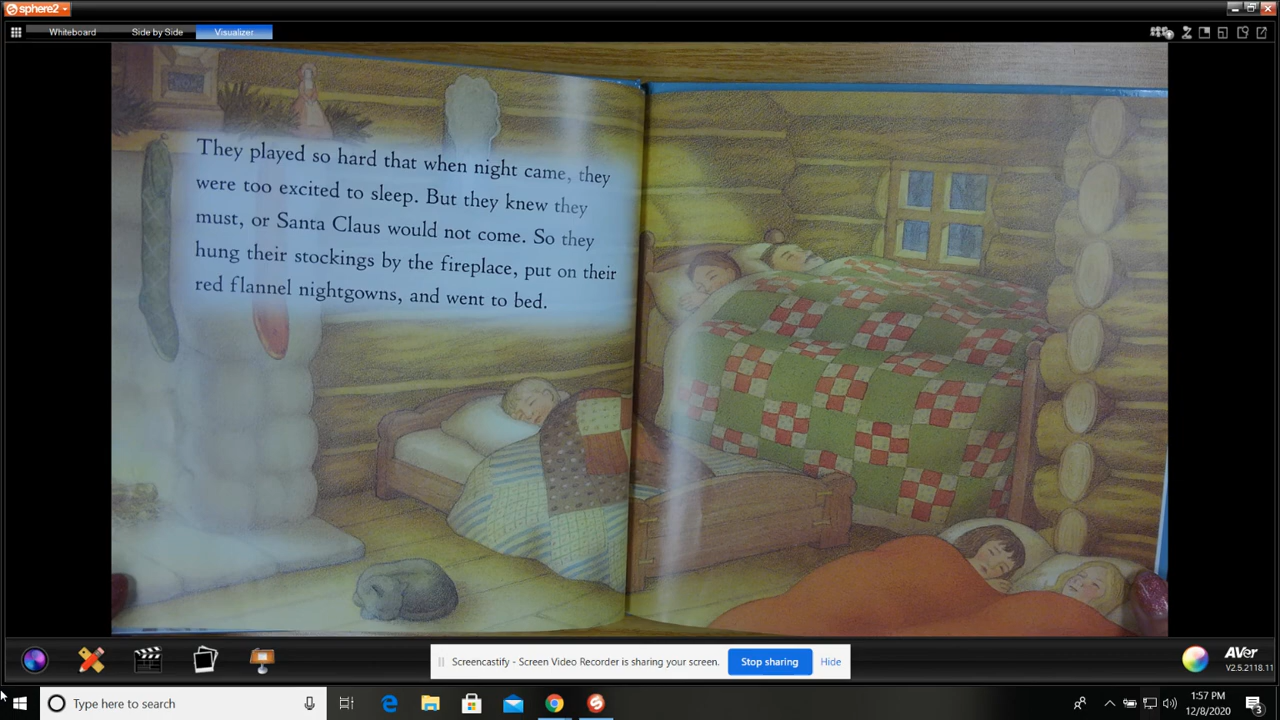 sphere2
Whiteboard Side by Side Visualizer
They played so hard that when night came, they
were too excited to sleep. But they knew they
must, or Santa Claus would not come. So they
hung their stockings by the fireplace, put on their
red flannel nightgowns, and went to bed.
Screencastify - Screen Video Recorder is sharing your screen. Stop sharing Hide
AVer
V2.5.2118.11
Type here to search
1:57 PM
12/8/2020
3